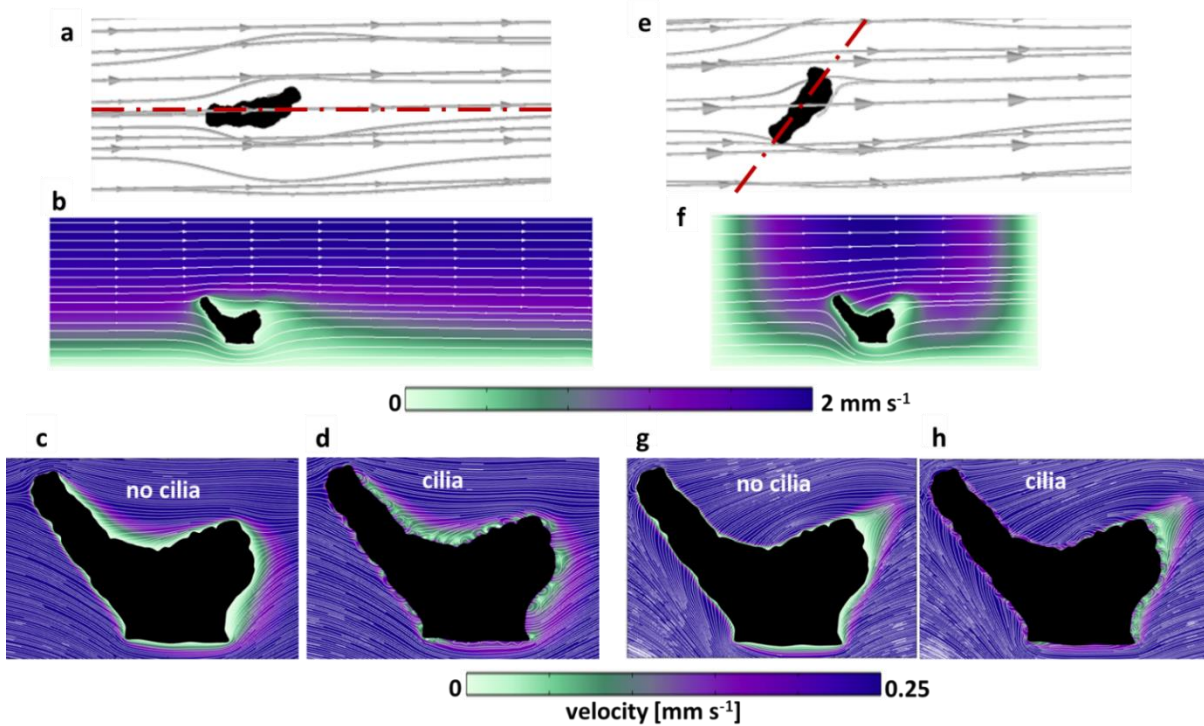 a
e
b
f
0
2 mm s⁻¹
c
d
g
h
no cilia
cilia
no cilia
cilia
0
0.25
velocity [mm s⁻¹]